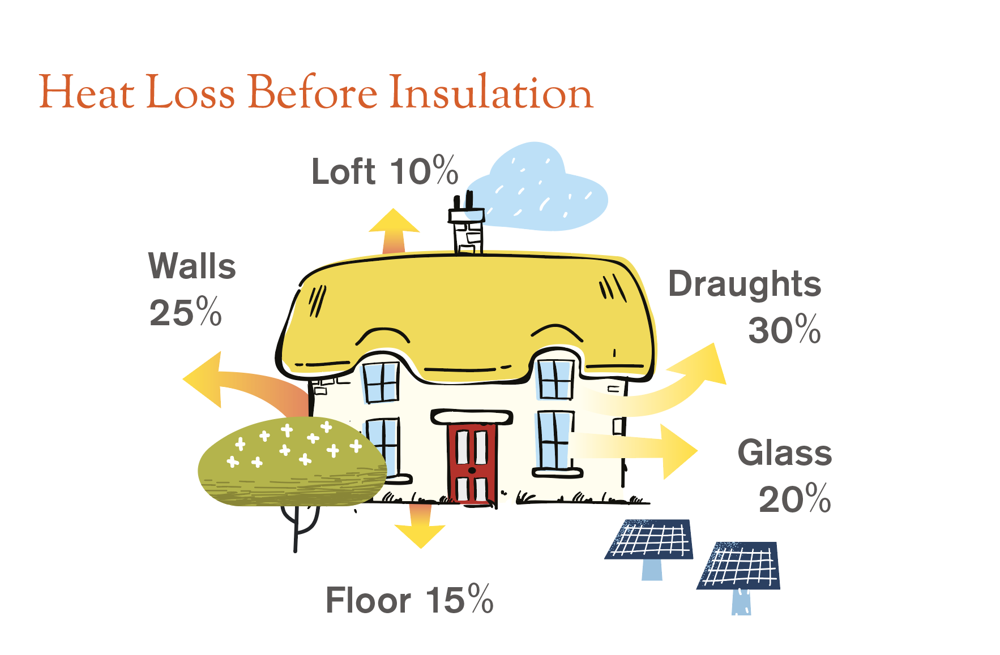 Heat Loss Before Insulation
Loft 10%
Walls
25%
Draughts
30%
Glass
20%
Floor 15%